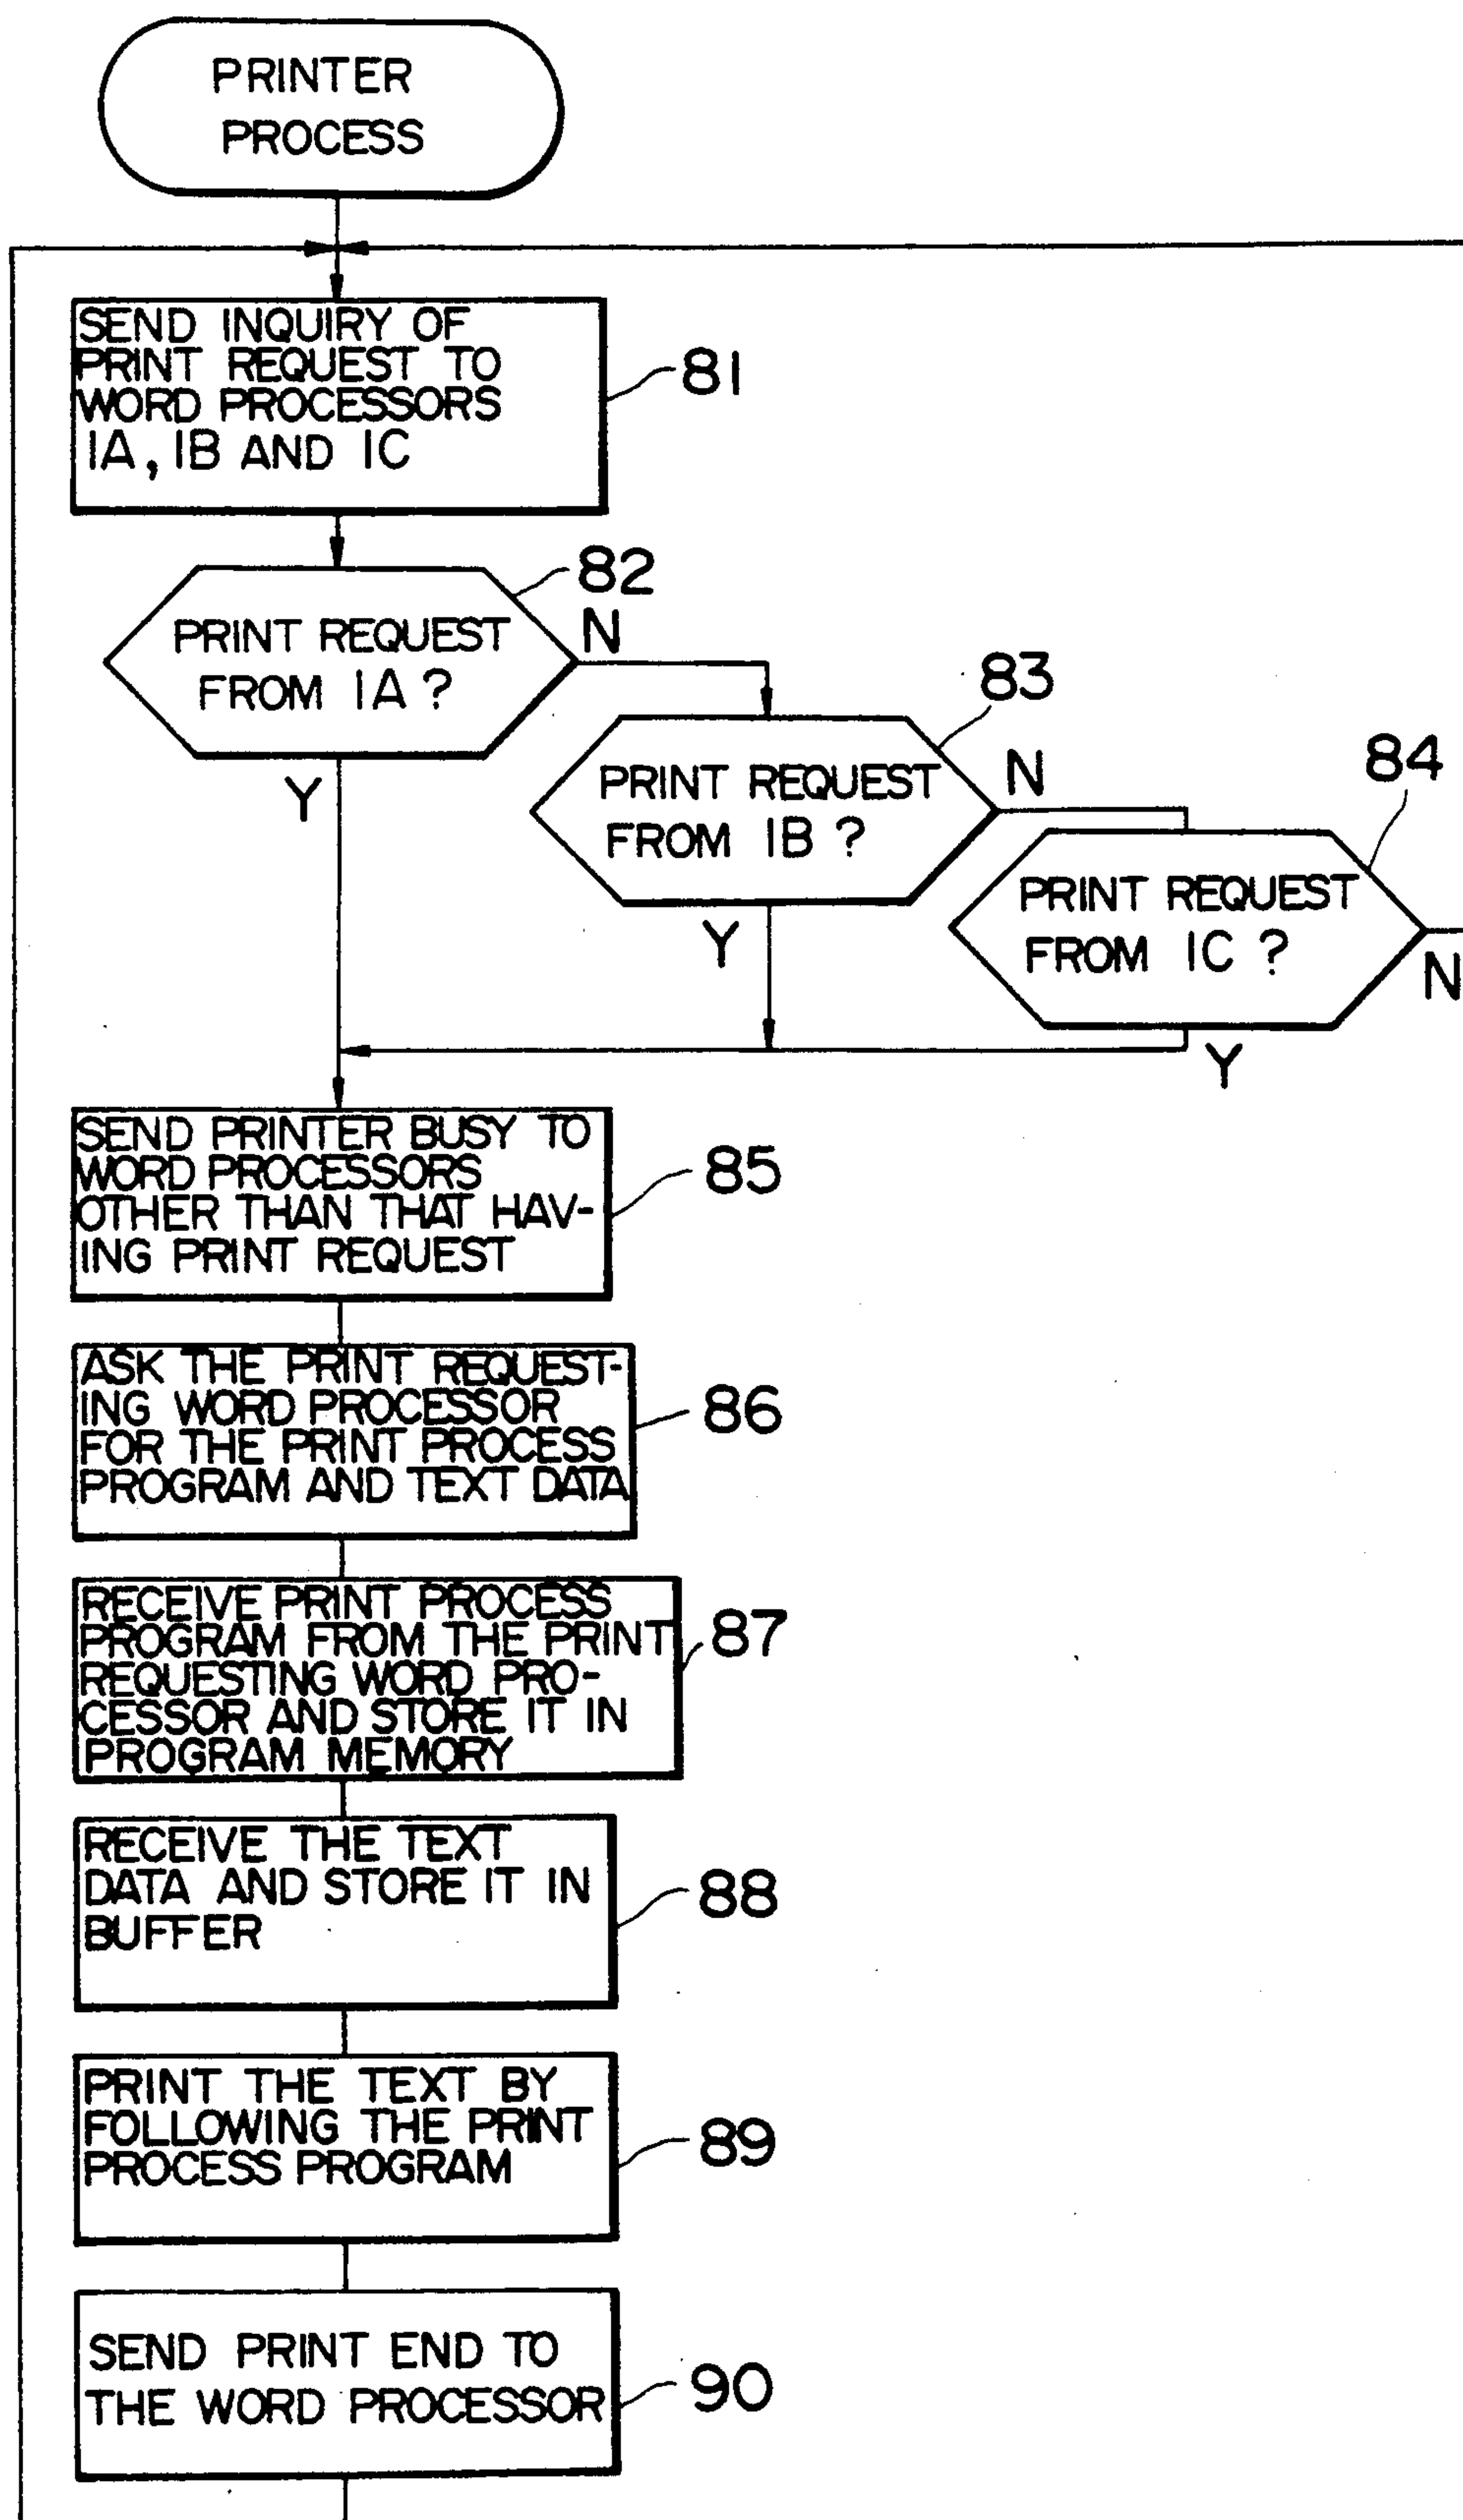 PRINTER
PROCESS
SEND INQUIRY OF
PRINT REQUEST TO
WORD PROCESSORS
1A, 1B AND 1C
81
82
PRINT REQUEST
FROM 1A ?
N
Y
83
PRINT REQUEST
FROM 1B ?
N
Y
84
PRINT REQUEST
FROM 1C ?
N
Y
SEND PRINTER BUSY TO
WORD PROCESSORS
OTHER THAN THAT HAV-
ING PRINT REQUEST
85
ASK THE PRINT REQUEST-
ING WORD PROCESSOR
FOR THE PRINT PROCESS
PROGRAM AND TEXT DATA
86
RECEIVE PRINT PROCESS
PROGRAM FROM THE PRINT
REQUESTING WORD PRO-
CESSOR AND STORE IT IN
PROGRAM MEMORY
87
RECEIVE THE TEXT
DATA AND STORE IT IN
BUFFER
88
PRINT THE TEXT BY
FOLLOWING THE PRINT
PROCESS PROGRAM
89
SEND PRINT END TO
THE WORD PROCESSOR
90